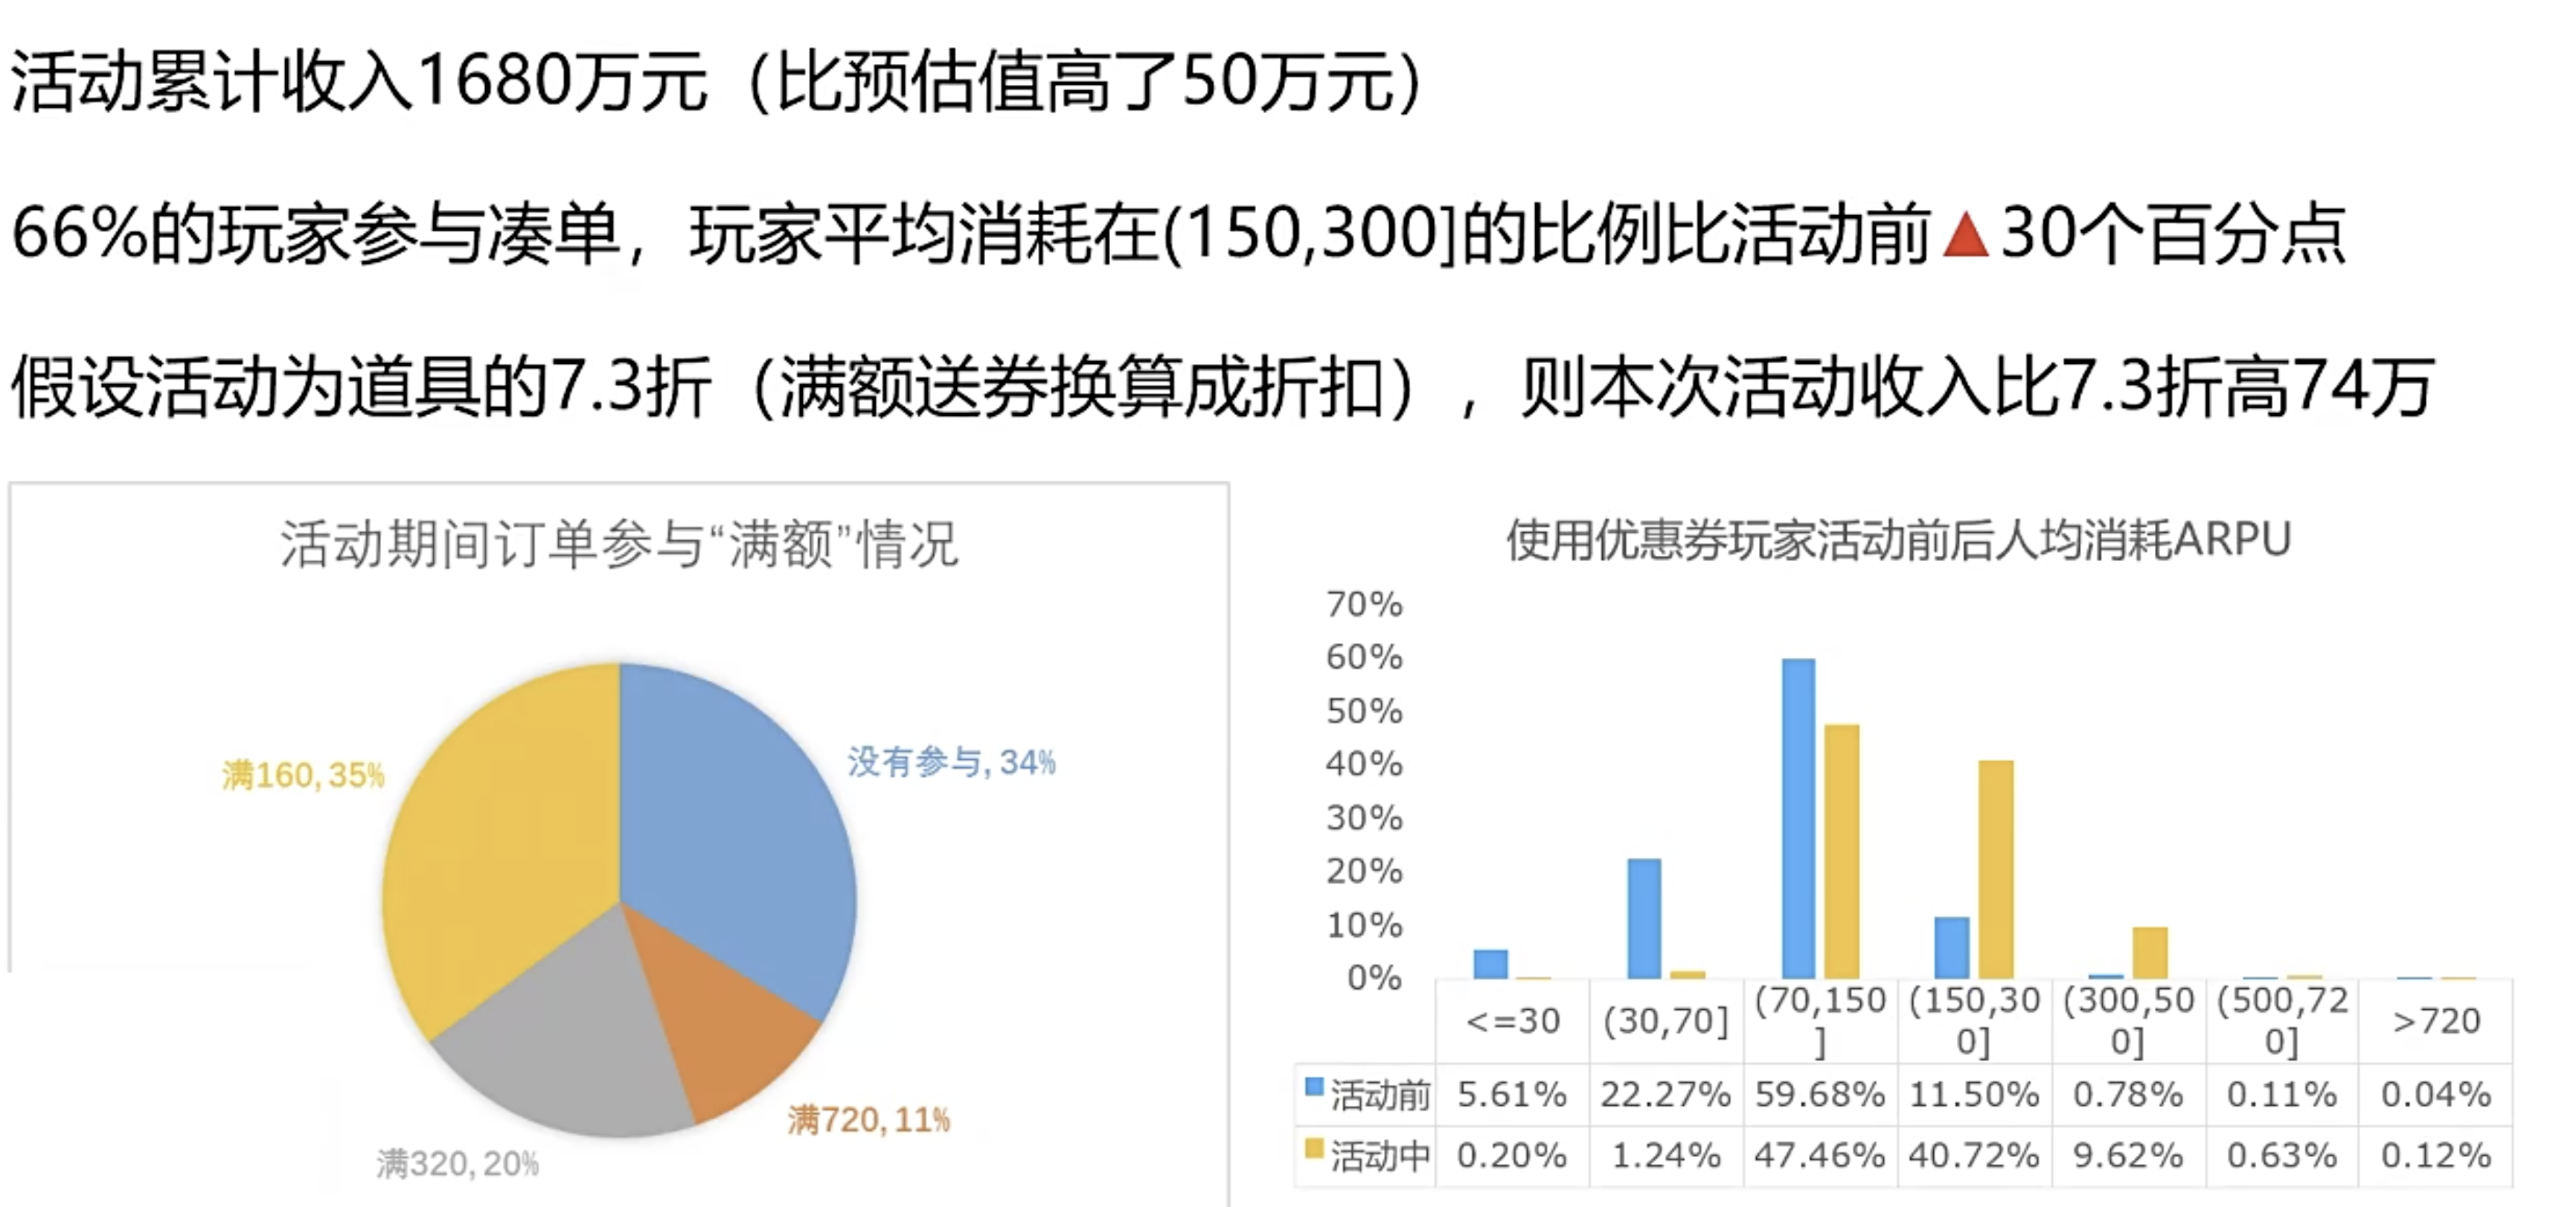 活动累计收入1680万元（比预估值高了50万元）
66%的玩家参与凑单，玩家平均消耗在(150,300]的比例比活动前▲30个百分点
假设活动为道具的7.3折（满额送券换算成折扣），则本次活动收入比7.3折高74万
活动期间订单参与“满额”情况
没有参与, 34%
满160, 35%
满720, 11%
满320, 20%
使用优惠券玩家活动前后人均消耗ARPU
70%
60%
50%
40%
30%
20%
10%
0%
<=30 (30,70] (70,150] (150,300] (300,500] (500,720] >720
活动前 5.61% 22.27% 59.68% 11.50% 0.78% 0.11% 0.04%
活动中 0.20% 1.24% 47.46% 40.72% 9.62% 0.63% 0.12%